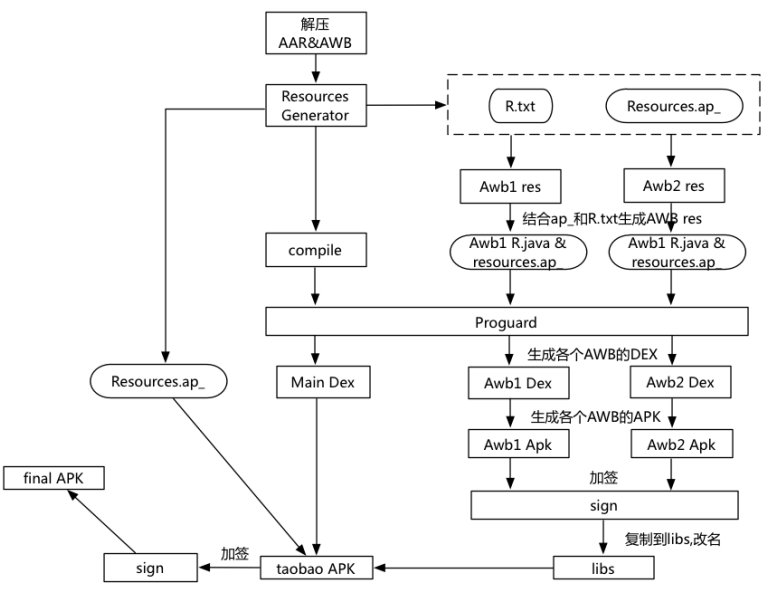 解压
AAR&AWB
Resources
Generator
R.txt
Resources.ap_
Awb1 res
Awb2 res
结合ap_和R.txt生成AWB res
compile
Awb1 R.java &
resources.ap_
Awb1 R.java &
resources.ap_
Proguard
生成各个AWB的DEX
Resources.ap_
Main Dex
Awb1 Dex
Awb2 Dex
生成各个AWB的APK
Awb1 Apk
Awb2 Apk
final APK
加签
sign
复制到libs,改名
加签
sign
taobao APK
libs